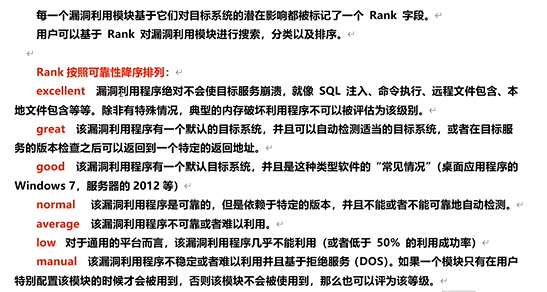 每一个漏洞利用模块基于它们对目标系统的潜在影响都被标记了一个 Rank 字段。
用户可以基于 Rank 对漏洞利用模块进行搜索，分类以及排序。
Rank按照可靠性降序排列：
excellent 漏洞利用程序绝对不会使目标服务崩溃，就像 SQL 注入、命令执行、远程文件包含、本
地文件包含等等。除非有特殊情况，典型的内存破坏利用程序不可以被评估为该级别。
great 该漏洞利用程序有一个默认的目标系统，并且可以自动检测适当的目标系统，或者在目标服
务的版本检查之后可以返回到一个特定的返回地址。
good 该漏洞利用程序有一个默认目标系统，并且是这种类型软件的“常见情况”（桌面应用程序的
Windows 7，服务器的2012等）
normal 该漏洞利用程序是可靠的，但是依赖于特定的版本，并且不能或者不能可靠地自动检测。
average 该漏洞利用程序不可靠或者难以利用。
low 对于通用的平台而言，该漏洞利用程序几乎不能利用（或者低于 50% 的利用成功率）
manual 该漏洞利用程序不稳定或者难以利用并且基于拒绝服务（DOS）。如果一个模块只有在用户
特别配置该模块的时候才会被用到，否则该模块不会被使用到，那么也可以评为该等级。